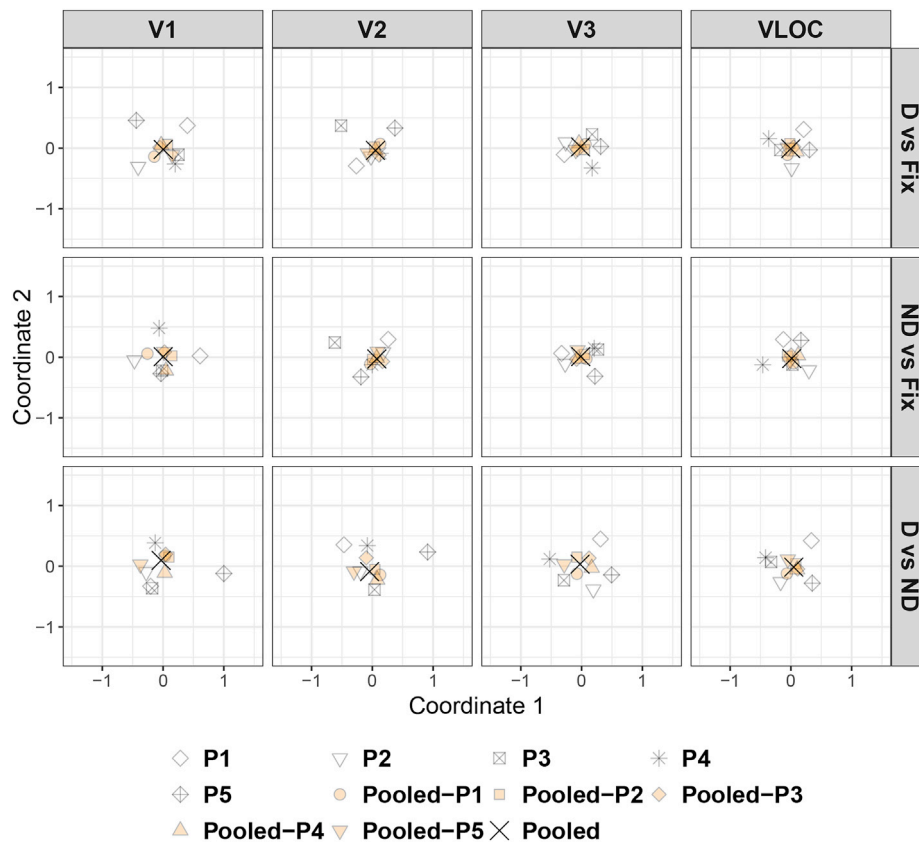 V1 V2 V3 VLOC
1
0
−1
D vs Fix
1
0
−1
ND vs Fix
1
0
−1
D vs ND
Coordinate 2
−1 0 1 −1 0 1 −1 0 1 −1 0 1
Coordinate 1
P1 P2 P3 P4
P5 Pooled−P1 Pooled−P2 Pooled−P3
Pooled−P4 Pooled−P5 Pooled